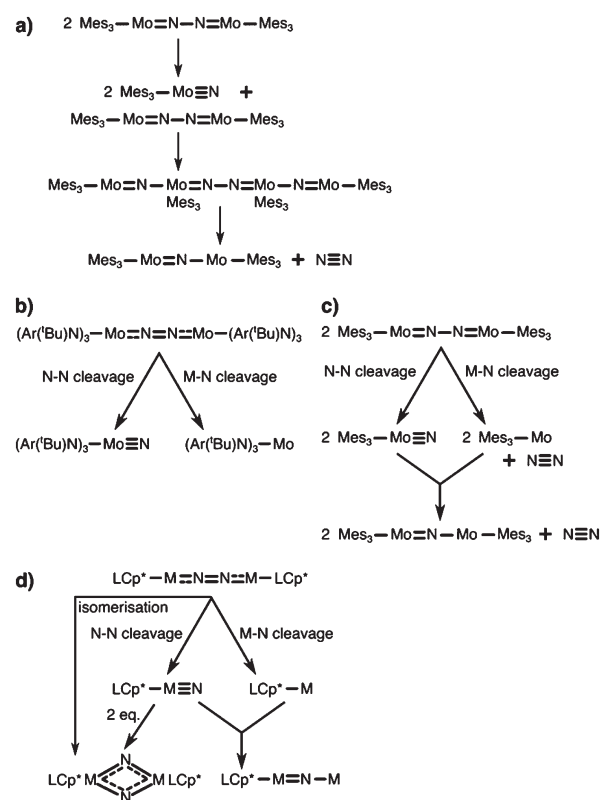 a) 2 Mes₃—Mo=N—N=Mo—Mes₃
2 Mes₃—Mo≡N +
Mes₃—Mo=N—N=Mo—Mes₃
Mes₃—Mo=N—Mo=N—N=Mo—N=Mo—Mes₃
Mes₃ Mes₃
Mes₃—Mo=N—Mo—Mes₃ + N≡N
b)
(Ar(ᵗBu)N)₃—Mo=N=N=Mo—(Ar(ᵗBu)N)₃
N-N cleavage M-N cleavage
(Ar(ᵗBu)N)₃—Mo≡N (Ar(ᵗBu)N)₃—Mo
c)
2 Mes₃—Mo=N—N=Mo—Mes₃
N-N cleavage M-N cleavage
2 Mes₃—Mo≡N 2 Mes₃—Mo
+ N≡N
2 Mes₃—Mo=N—Mo—Mes₃ + N≡N
d) LCp*—M=N=N=M—LCp*
isomerisation
N-N cleavage M-N cleavage
LCp*—M≡N LCp*—M
2 eq.
N
LCp*M M LCp* LCp*—M=N—M
N